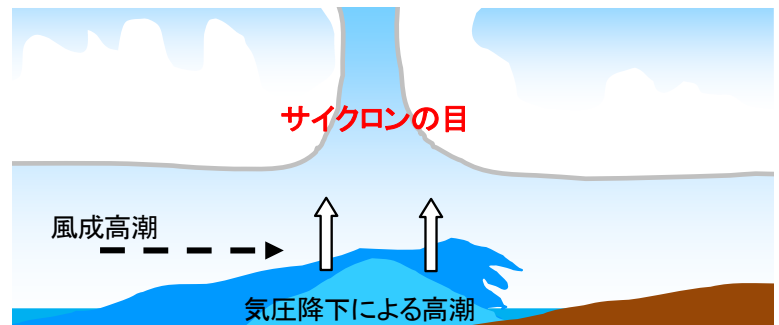 サイクロンの目
風成高潮
気圧降下による高潮